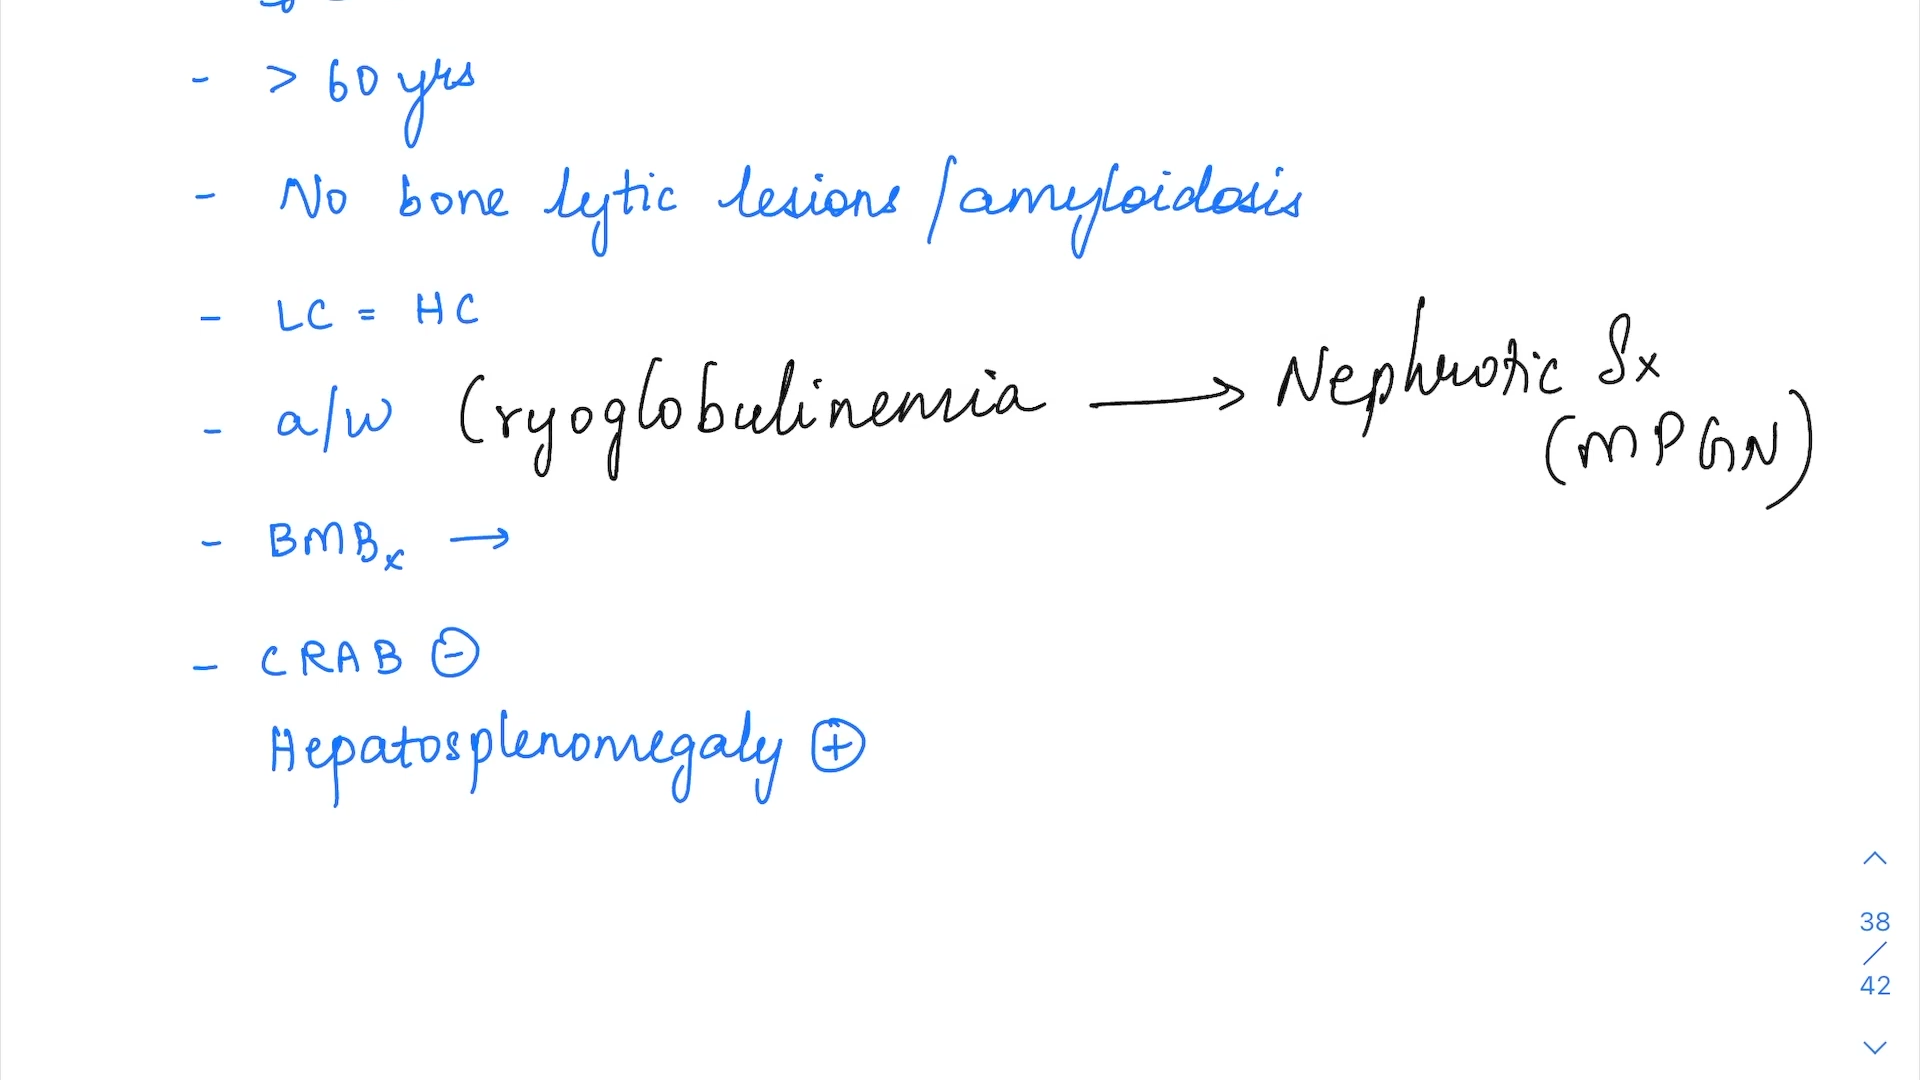 - > 60 yrs
- No bone lytic lesions / amyloidosis
- LC = HC
- a/w Cryoglobulinemia → Nephrotic Sx
(MPGN)
- BMBx →
- CRAB ⊖
Hepatosplenomegaly ⊕
38
/
42